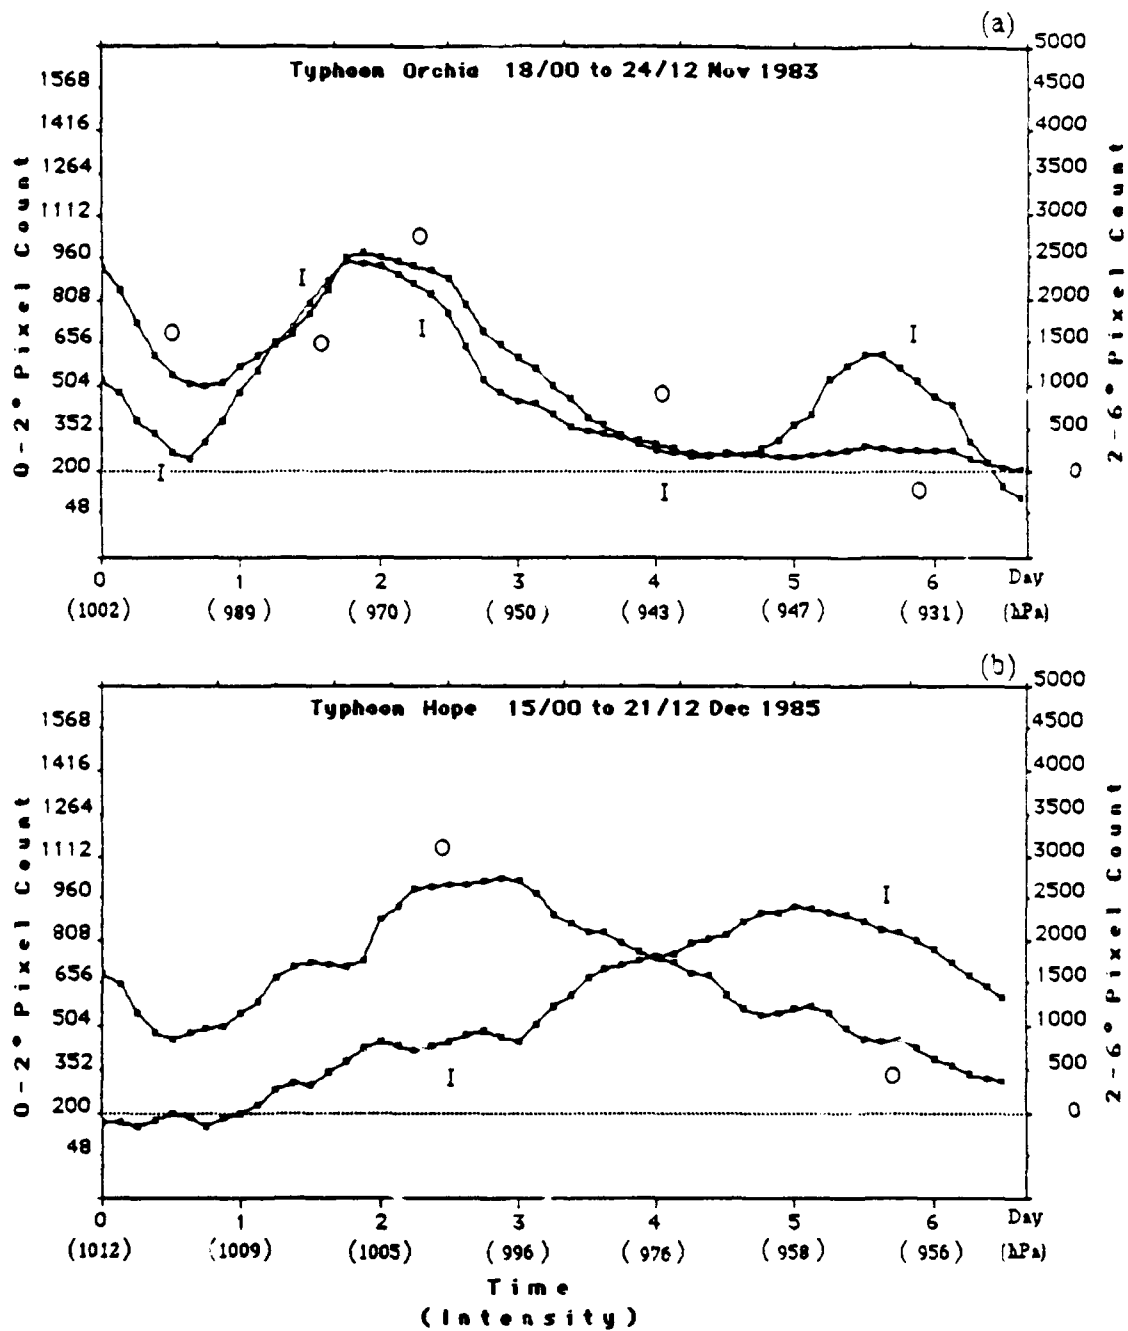 (a)
Typhoon Orchid 18/00 to 24/12 Nov 1983
0-2° Pixel Count
1568
1416
1264
1112
960
808
656
504
352
200
48
5000
4500
4000
3500
3000
2500
2000
1500
1000
500
0
2-6° Pixel Count
O
I
I
O
O
I
O
I
I
O
0 1 2 3 4 5 6 Day
(1002) (989) (970) (950) (943) (947) (931) (hPa)
(b)
Typhoon Hope 15/00 to 21/12 Dec 1985
0-2° Pixel Count
1568
1416
1264
1112
960
808
656
504
352
200
48
5000
4500
4000
3500
3000
2500
2000
1500
1000
500
0
2-6° Pixel Count
O
I
I
O
0 1 2 3 4 5 6 Day
(1012) (1009) (1005) (996) (976) (958) (956) (hPa)
Time
(Intensity)